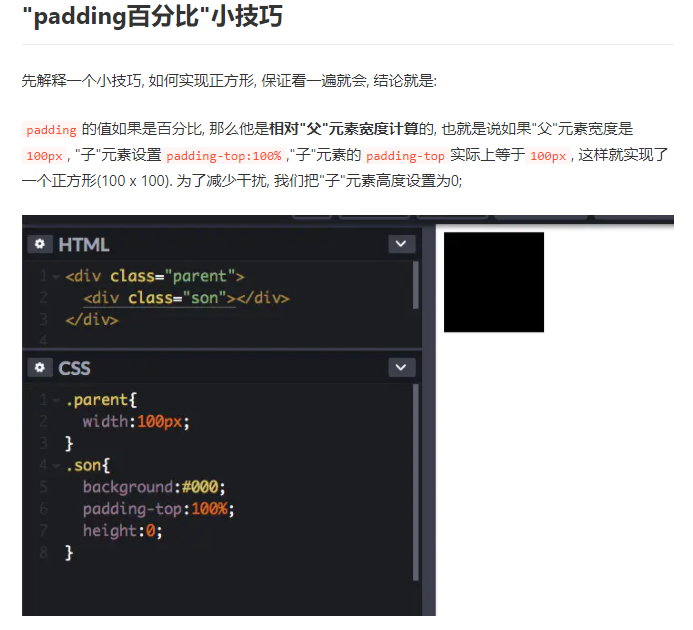 "padding百分比"小技巧
先解释一个小技巧, 如何实现正方形, 保证看一遍就会, 结论就是:
padding 的值如果是百分比, 那么他是相对"父"元素宽度计算的, 也就是说如果"父"元素宽度是
100px , "子"元素设置 padding-top:100% ,"子"元素的 padding-top 实际上等于 100px , 这样就实现了
一个正方形(100 x 100). 为了减少干扰, 我们把"子"元素高度设置为0;
HTML
1 <div class="parent">
2 <div class="son"></div>
3 </div>
4
CSS
1 .parent{
2 width:100px;
3 }
4 .son{
5 background:#000;
6 padding-top:100%;
7 height:0;
8 }